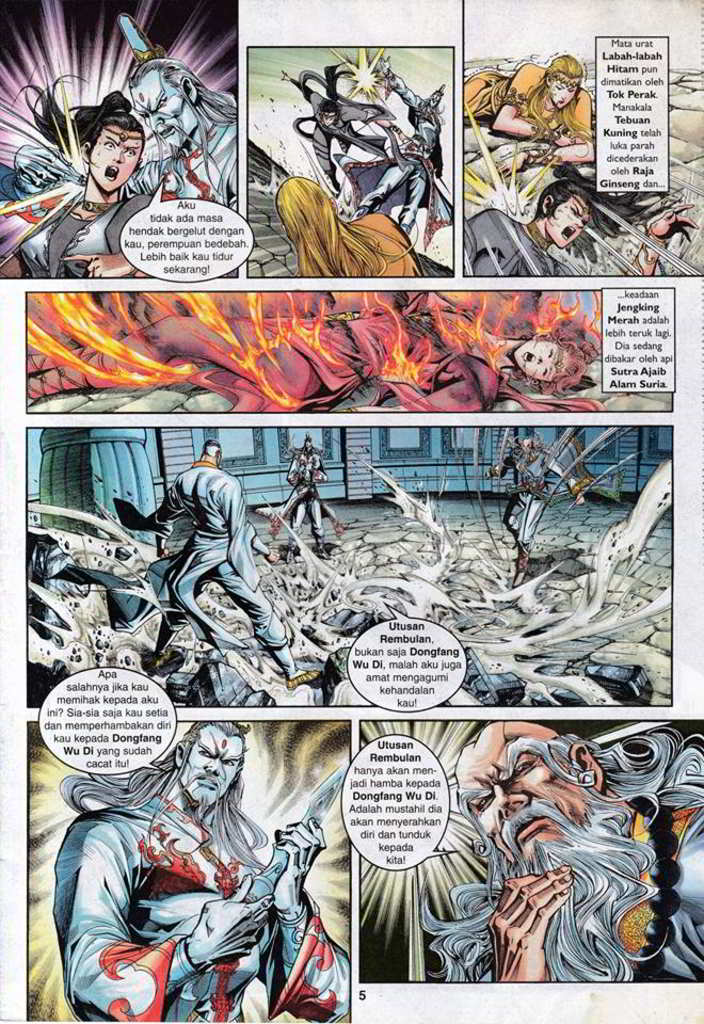 Aku
tidak ada masa
hendak bergelut dengan
kau, perempuan bedebah.
Lebih baik kau tidur
sekarang!
Mata urat
Labah-labah
Hitam pun
dimatikan oleh
Tok Perak.
Manakala
Tebuan
Kuning telah
luka parah
dicederakan
oleh Raja
Ginseng dan...
...keadaan
Jengking
Merah adalah
lebih teruk lagi.
Dia sedang
dibakar oleh api
Sutra Ajaib
Alam Suria.
Utusan
Rembulan,
bukan saja Dongfang
Wu Di, malah aku juga
amat mengagumi
kehandalan
kau!
Apa
salahnya jika kau
memihak kepada aku
ini? Sia-sia saja kau setia
dan memperhambakan diri
kau kepada Dongfang
Wu Di yang sudah
cacat itu!
Utusan
Rembulan
hanya akan men-
jadi hamba kepada
Dongfang Wu Di.
Adalah mustahil dia
akan menyerahkan
diri dan tunduk
kepada
kita!
5